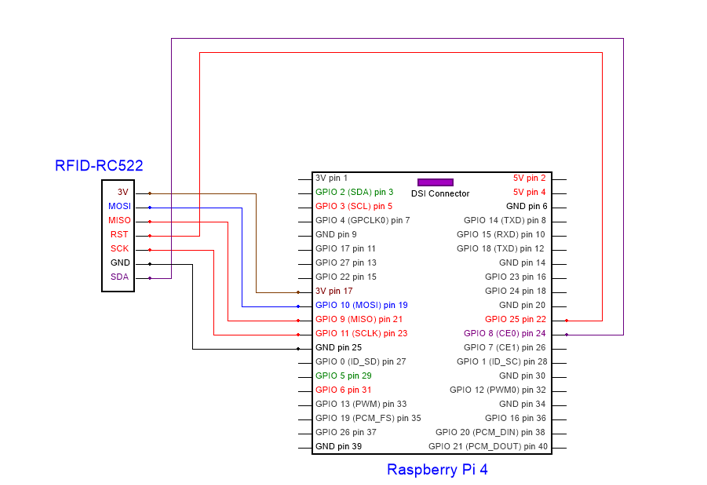 RFID-RC522
3V
MOSI
MISO
RST
SCK
GND
SDA
DSI Connector
3V pin 1
5V pin 2
GPIO 2 (SDA) pin 3
5V pin 4
GPIO 3 (SCL) pin 5
GND pin 6
GPIO 4 (GPCLK0) pin 7
GPIO 14 (TXD) pin 8
GND pin 9
GPIO 15 (RXD) pin 10
GPIO 17 pin 11
GPIO 18 (TXD) pin 12
GPIO 27 pin 13
GND pin 14
GPIO 22 pin 15
GPIO 23 pin 16
3V pin 17
GPIO 24 pin 18
GPIO 10 (MOSI) pin 19
GND pin 20
GPIO 9 (MISO) pin 21
GPIO 25 pin 22
GPIO 11 (SCLK) pin 23
GPIO 8 (CE0) pin 24
GND pin 25
GPIO 7 (CE1) pin 26
GPIO 0 (ID_SD) pin 27
GPIO 1 (ID_SC) pin 28
GPIO 5 pin 29
GND pin 30
GPIO 6 pin 31
GPIO 12 (PWM0) pin 32
GPIO 13 (PWM) pin 33
GND pin 34
GPIO 19 (PCM_FS) pin 35
GPIO 16 pin 36
GPIO 26 pin 37
GPIO 20 (PCM_DIN) pin 38
GND pin 39
GPIO 21 (PCM_DOUT) pin 40
Raspberry Pi 4